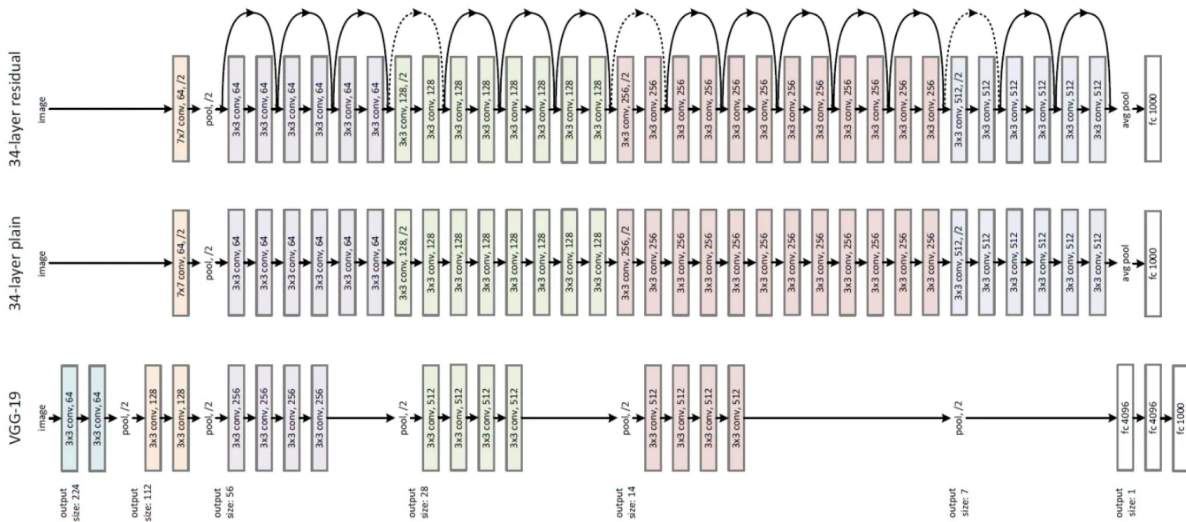 output
size: 224
output
size: 112
output
size: 56
output
size: 28
output
size: 14
output
size: 7
output
size: 1
VGG-19
image
3x3 conv, 64
3x3 conv, 64
pool, /2
3x3 conv, 128
3x3 conv, 128
pool, /2
3x3 conv, 256
3x3 conv, 256
3x3 conv, 256
3x3 conv, 256
pool, /2
3x3 conv, 512
3x3 conv, 512
3x3 conv, 512
3x3 conv, 512
pool, /2
3x3 conv, 512
3x3 conv, 512
3x3 conv, 512
3x3 conv, 512
pool, /2
fc 4096
fc 4096
fc 1000
34-layer plain
image
7x7 conv, 64, /2
pool, /2
3x3 conv, 64
3x3 conv, 64
3x3 conv, 64
3x3 conv, 64
3x3 conv, 64
3x3 conv, 64
3x3 conv, 128, /2
3x3 conv, 128
3x3 conv, 128
3x3 conv, 128
3x3 conv, 128
3x3 conv, 128
3x3 conv, 128
3x3 conv, 128
3x3 conv, 256, /2
3x3 conv, 256
3x3 conv, 256
3x3 conv, 256
3x3 conv, 256
3x3 conv, 256
3x3 conv, 256
3x3 conv, 256
3x3 conv, 256
3x3 conv, 256
3x3 conv, 256
3x3 conv, 256
3x3 conv, 512, /2
3x3 conv, 512
3x3 conv, 512
3x3 conv, 512
3x3 conv, 512
3x3 conv, 512
avg pool
fc 1000
34-layer residual
image
7x7 conv, 64, /2
pool, /2
3x3 conv, 64
3x3 conv, 64
3x3 conv, 64
3x3 conv, 64
3x3 conv, 64
3x3 conv, 64
3x3 conv, 128, /2
3x3 conv, 128
3x3 conv, 128
3x3 conv, 128
3x3 conv, 128
3x3 conv, 128
3x3 conv, 128
3x3 conv, 128
3x3 conv, 256, /2
3x3 conv, 256
3x3 conv, 256
3x3 conv, 256
3x3 conv, 256
3x3 conv, 256
3x3 conv, 256
3x3 conv, 256
3x3 conv, 256
3x3 conv, 256
3x3 conv, 256
3x3 conv, 256
3x3 conv, 512, /2
3x3 conv, 512
3x3 conv, 512
3x3 conv, 512
3x3 conv, 512
3x3 conv, 512
avg pool
fc 1000